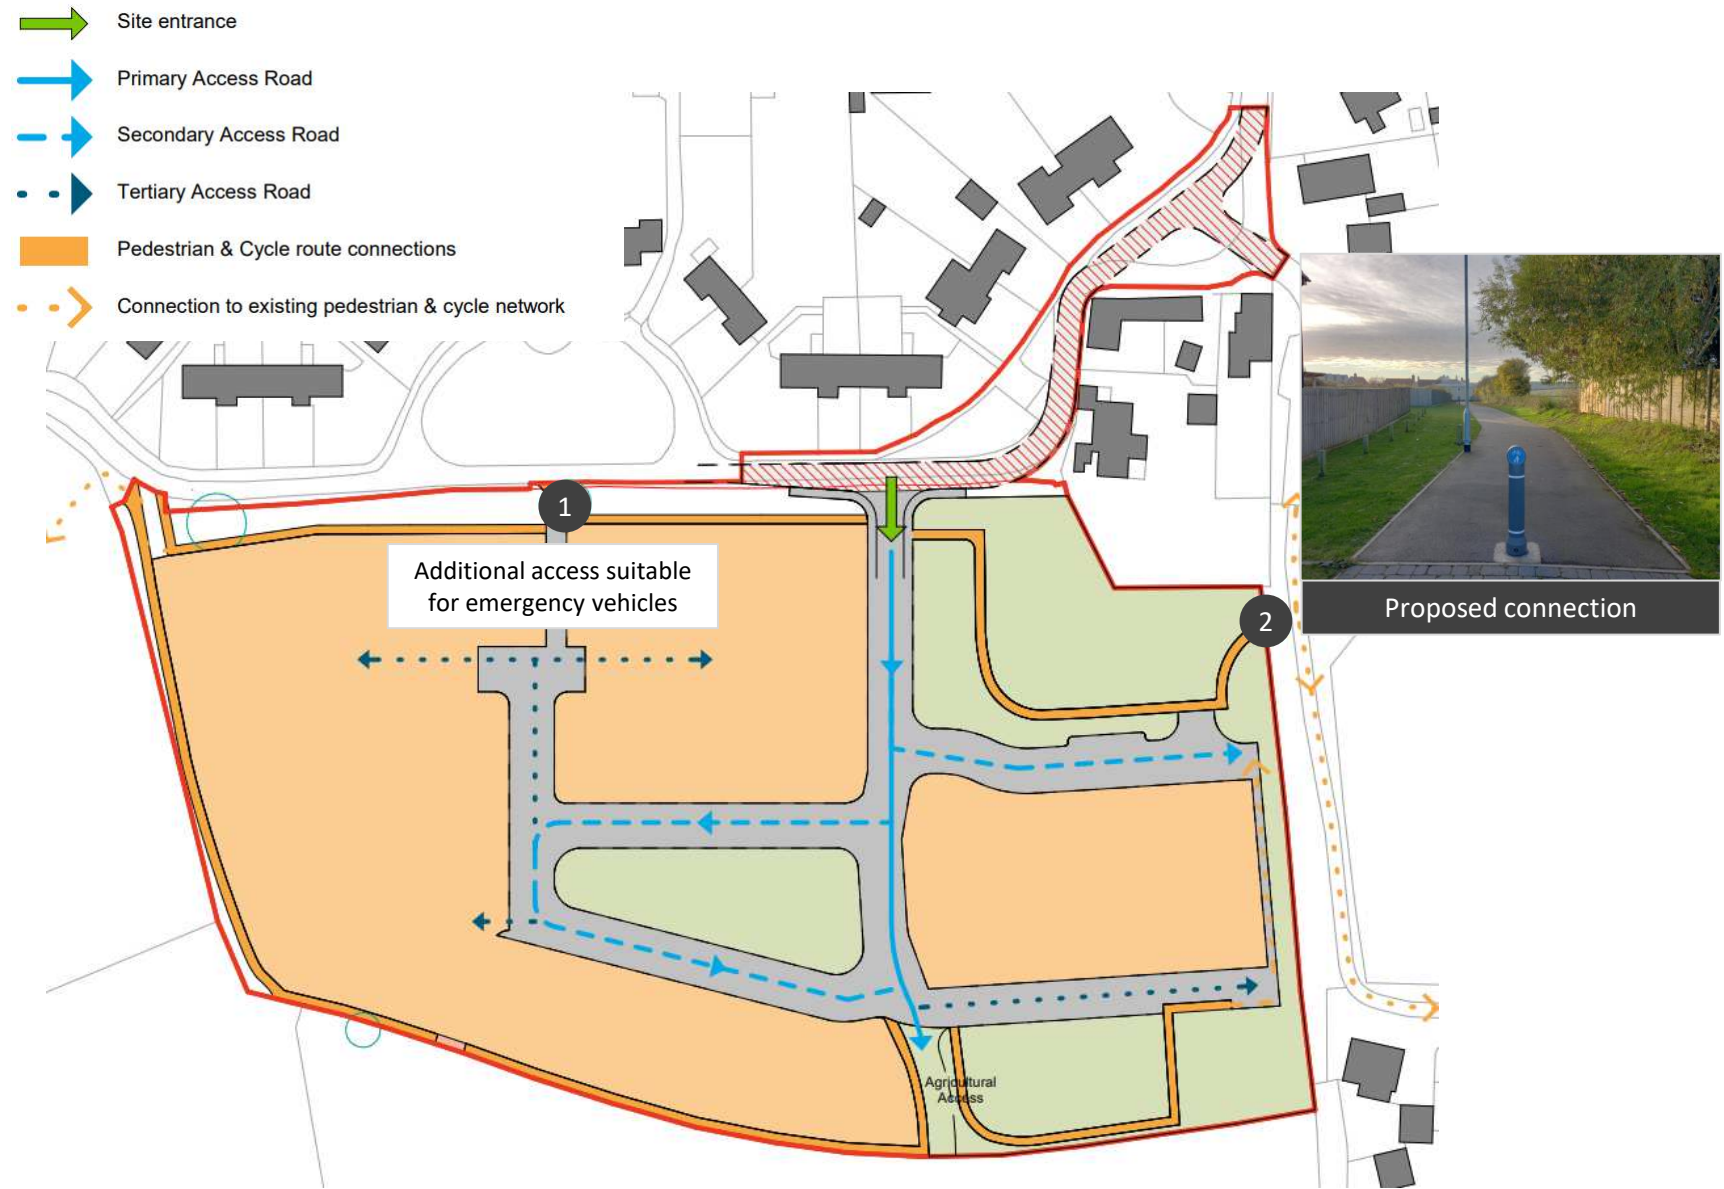 Site entrance
Primary Access Road
Secondary Access Road
Tertiary Access Road
Pedestrian & Cycle route connections
Connection to existing pedestrian & cycle network
1
Additional access suitable
for emergency vehicles
2
Proposed connection
Agricultural
Access